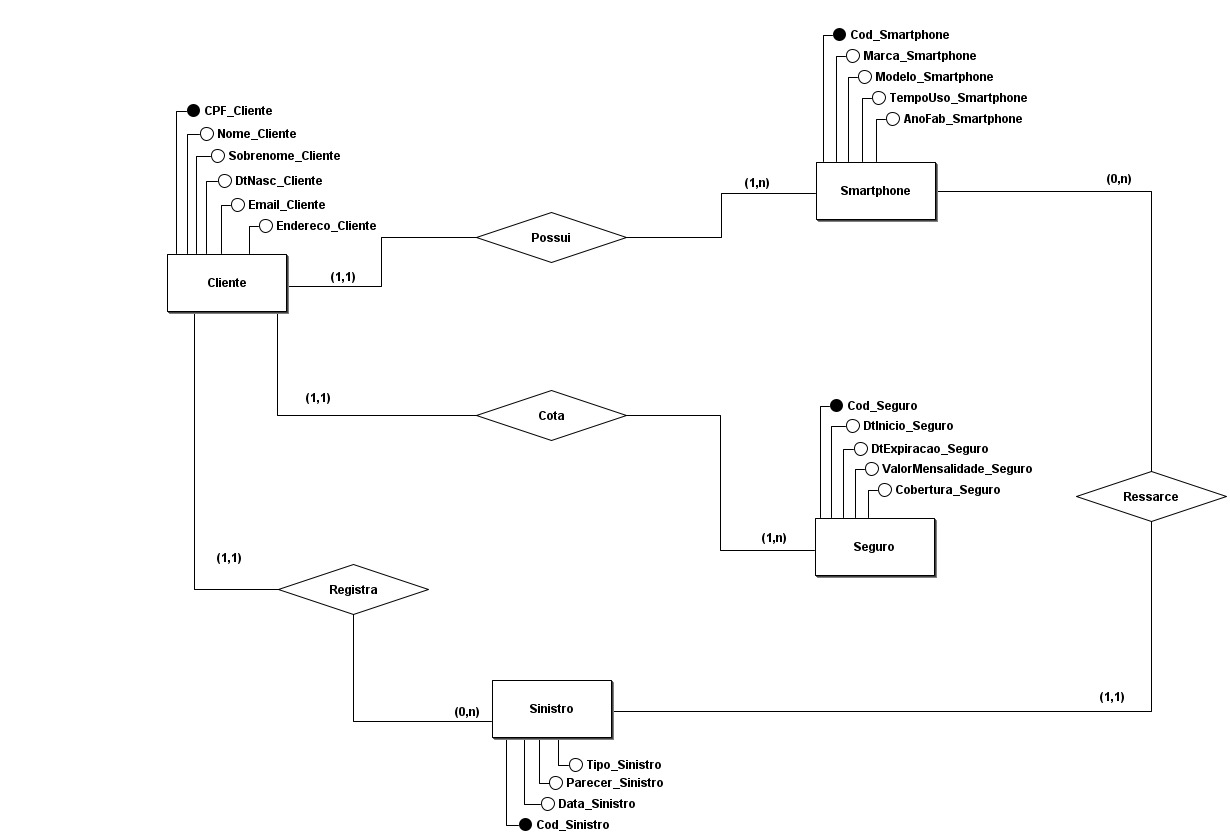 Cod_Smartphone
Marca_Smartphone
Modelo_Smartphone
TempoUso_Smartphone
AnoFab_Smartphone
CPF_Cliente
Nome_Cliente
Sobrenome_Cliente
DtNasc_Cliente
Email_Cliente
Endereco_Cliente
(1,n)
Smartphone
(0,n)
Possui
Cliente
(1,1)
(1,1)
Cota
Cod_Seguro
DtInicio_Seguro
DtExpiracao_Seguro
ValorMensalidade_Seguro
Cobertura_Seguro
Ressarce
(1,n)
Seguro
(1,1)
Registra
(0,n)
Sinistro
(1,1)
Tipo_Sinistro
Parecer_Sinistro
Data_Sinistro
Cod_Sinistro